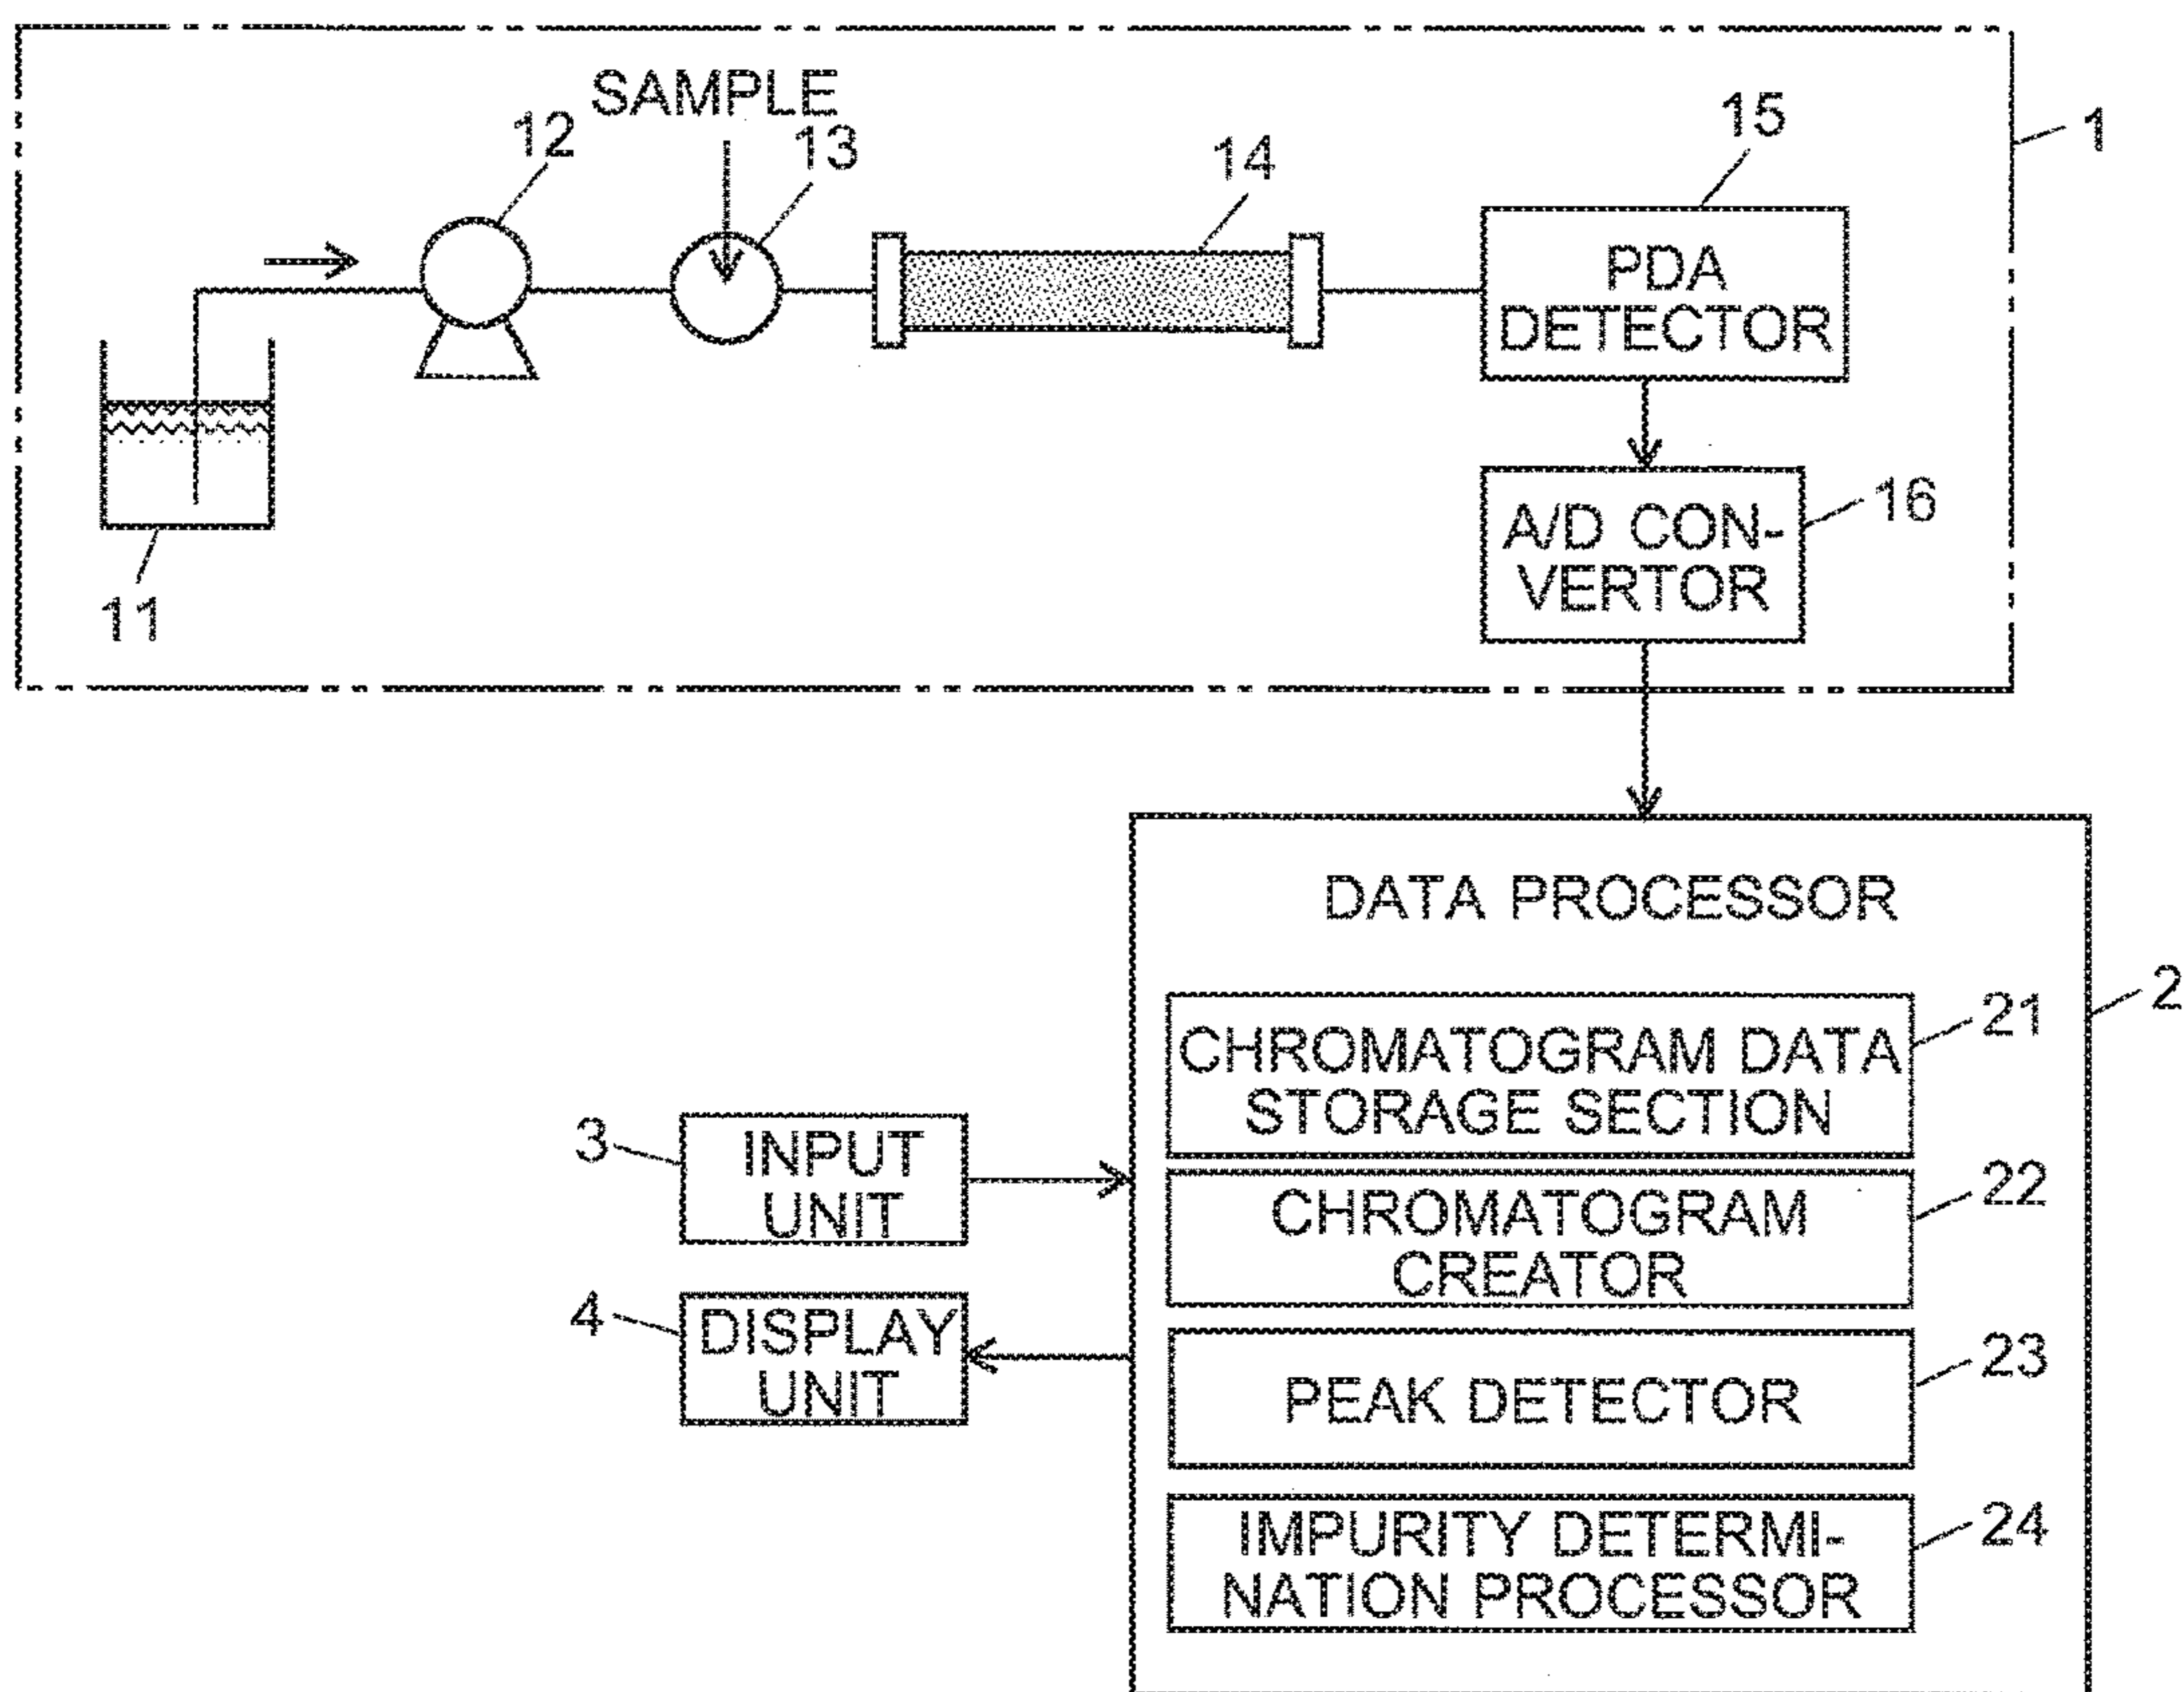 SAMPLE
12
13
14
15
1
PDA
DETECTOR
A/D CON-
VERTOR
16
11
DATA PROCESSOR
2
CHROMATOGRAM DATA
STORAGE SECTION
21
3
INPUT
UNIT
CHROMATOGRAM
CREATOR
22
4
DISPLAY
UNIT
PEAK DETECTOR
23
IMPURITY DETERMI-
NATION PROCESSOR
24